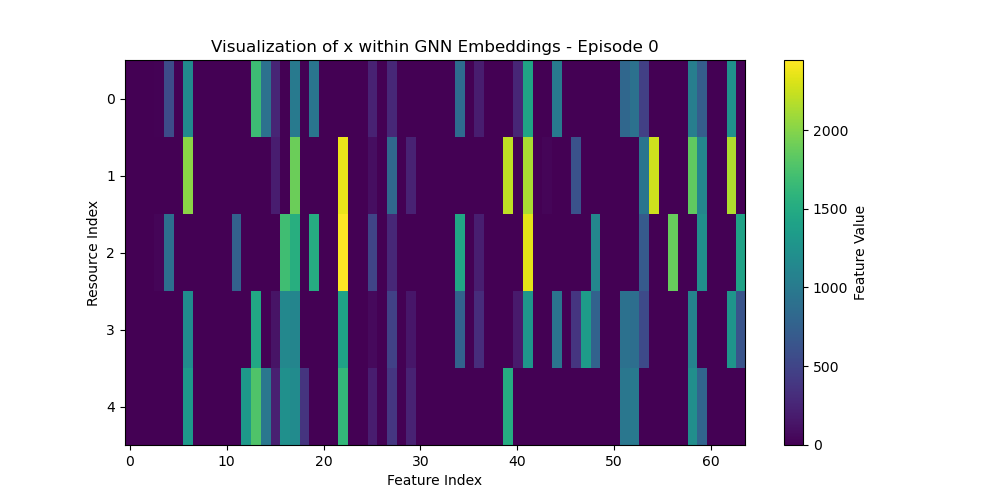 Visualization of x within GNN Embeddings - Episode 0
Resource Index
0
1
2
3
4
0 10 20 30 40 50 60
Feature Index
2000
1500
1000
500
0
Feature Value